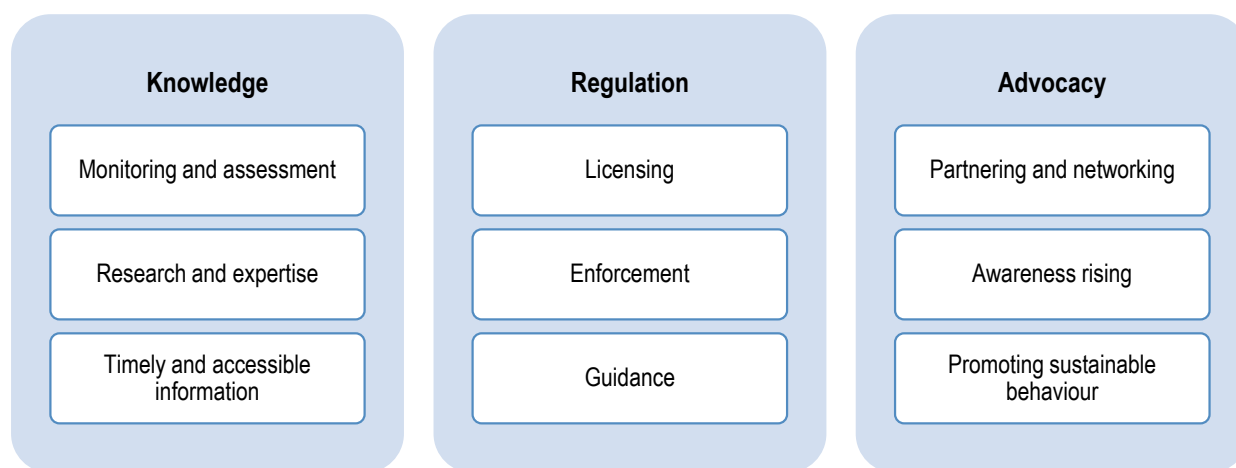 Knowledge
Monitoring and assessment
Research and expertise
Timely and accessible
information
Regulation
Licensing
Enforcement
Guidance
Advocacy
Partnering and networking
Awareness rising
Promoting sustainable
behaviour